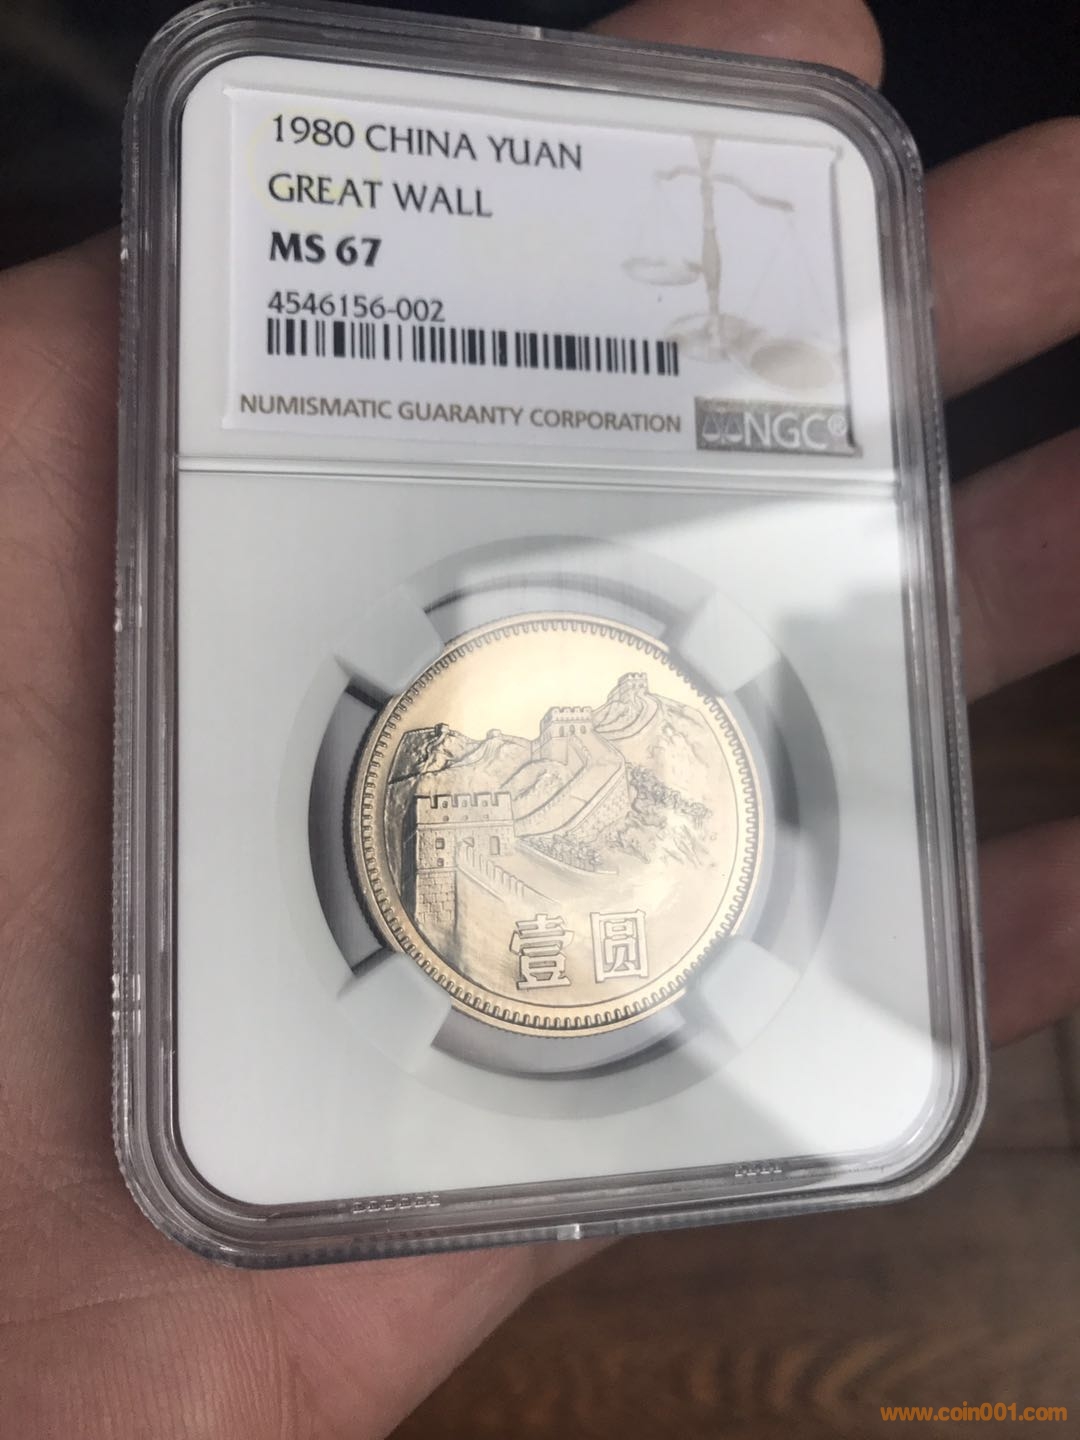 1980 CHINA YUAN
GREAT WALL
MS 67
4546156-002
NUMISMATIC GUARANTY CORPORATION NGC®
壹圆
www.coin001.com